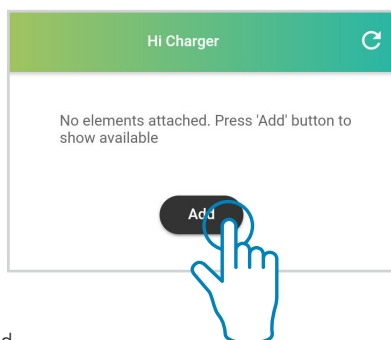 Hi Charger
No elements attached. Press 'Add' button to
show available
Add
d